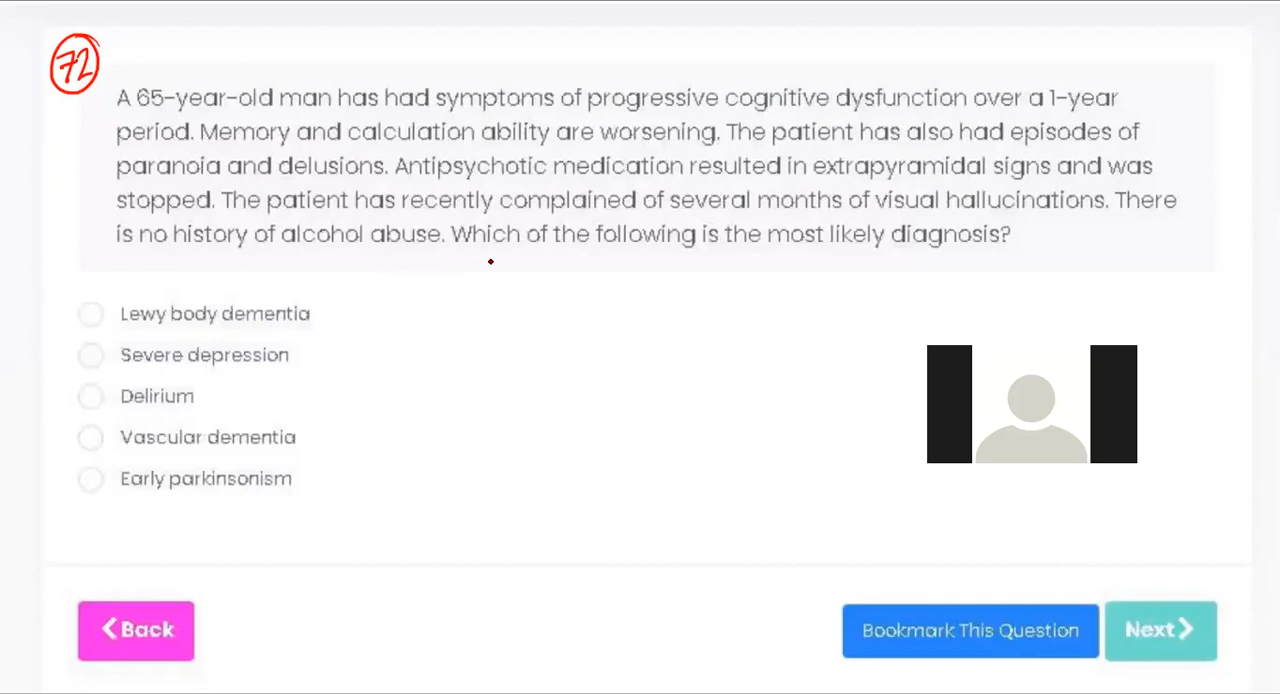 72
A 65-year-old man has had symptoms of progressive cognitive dysfunction over a 1-year
period. Memory and calculation ability are worsening. The patient has also had episodes of
paranoia and delusions. Antipsychotic medication resulted in extrapyramidal signs and was
stopped. The patient has recently complained of several months of visual hallucinations. There
is no history of alcohol abuse. Which of the following is the most likely diagnosis?
Lewy body dementia
Severe depression
Delirium
Vascular dementia
Early parkinsonism
Back
Bookmark This Question
Next